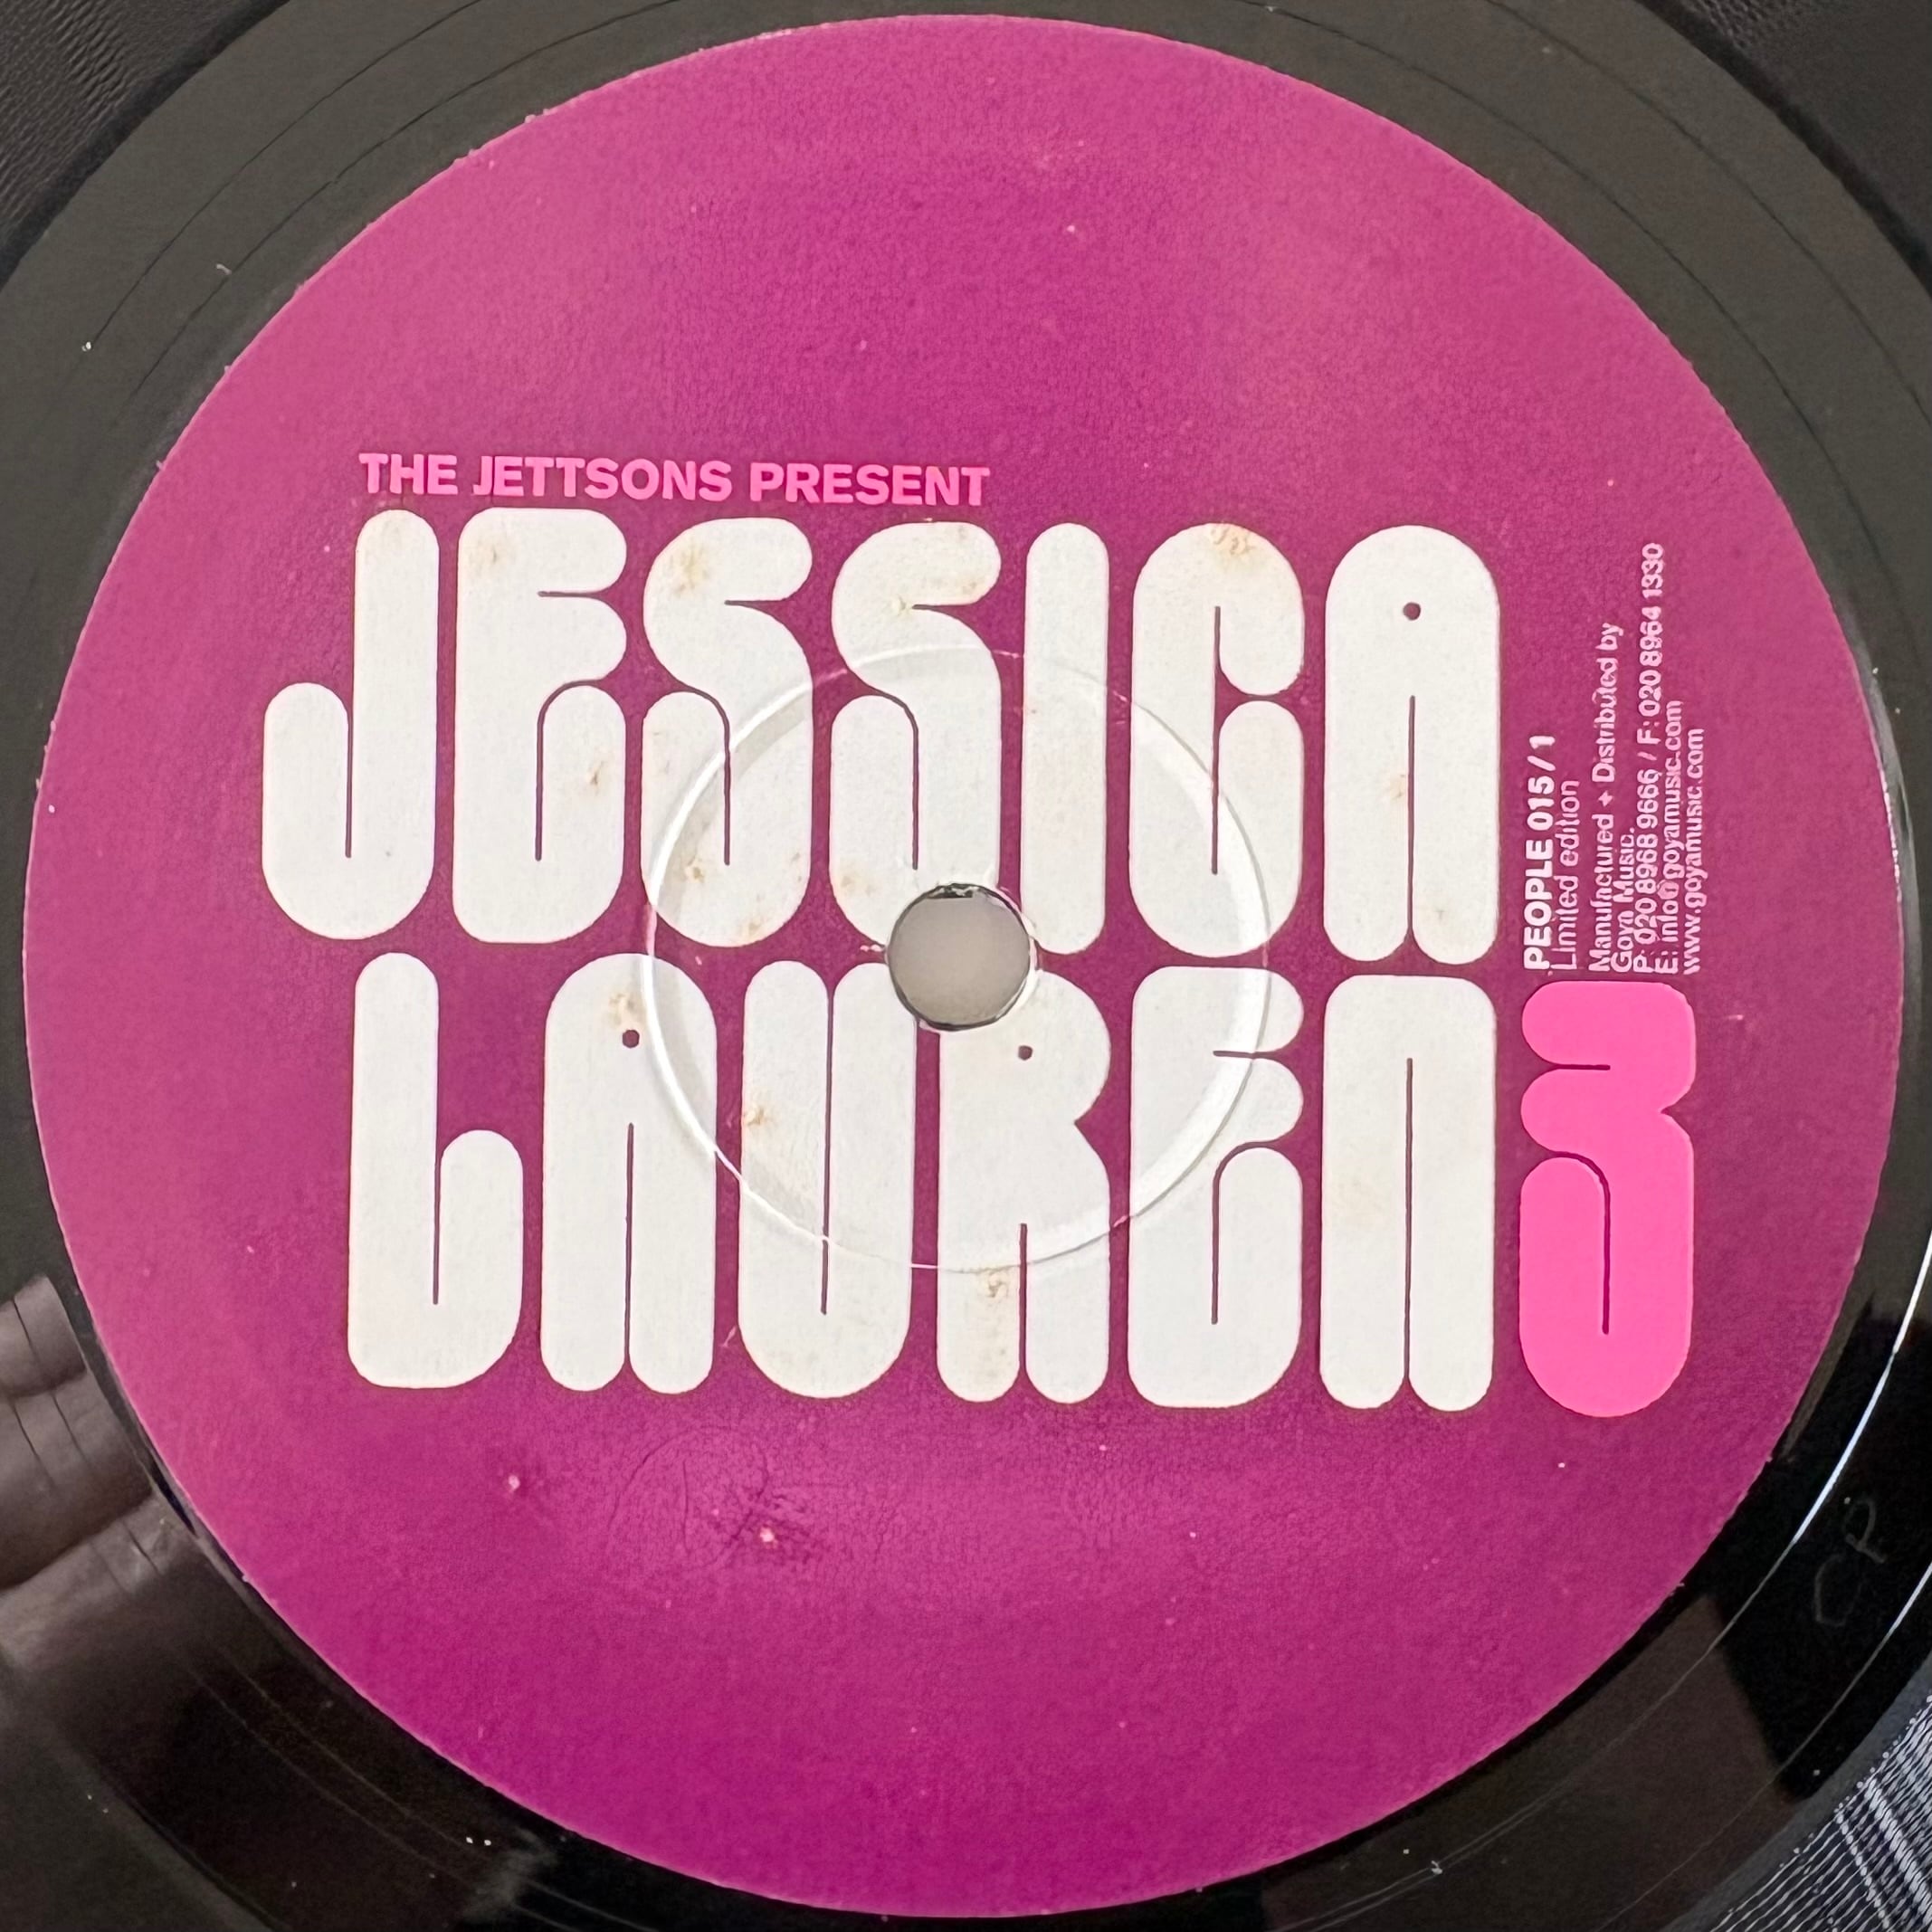 THE JETTSONS PRESENT
JESSICA
LAUREN 3
PEOPLE 015 / 1
Limited edition
Manufactured + Distributed by
Goya Music.
P: 020 8968 9666 / F: 020 8964 1330
E: info@goyamusic.com
www.goyamusic.com
CP